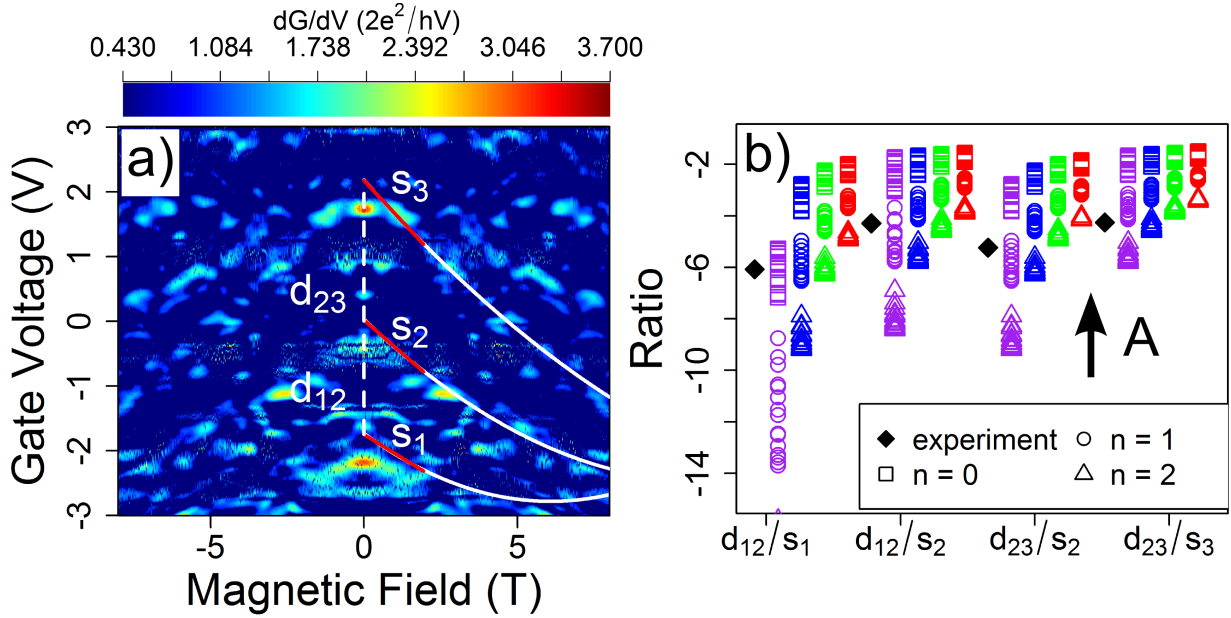 dG/dV (2e²/hV)
0.430 1.084 1.738 2.392 3.046 3.700
a)
Gate Voltage (V)
3
2
1
0
-1
-2
-3
s₃
d₂₃
s₂
d₁₂
s₁
-5 0 5
Magnetic Field (T)
b)
Ratio
-2
-6
-10
-14
A
experiment
n = 0
n = 1
n = 2
d₁₂/s₁ d₁₂/s₂ d₂₃/s₂ d₂₃/s₃